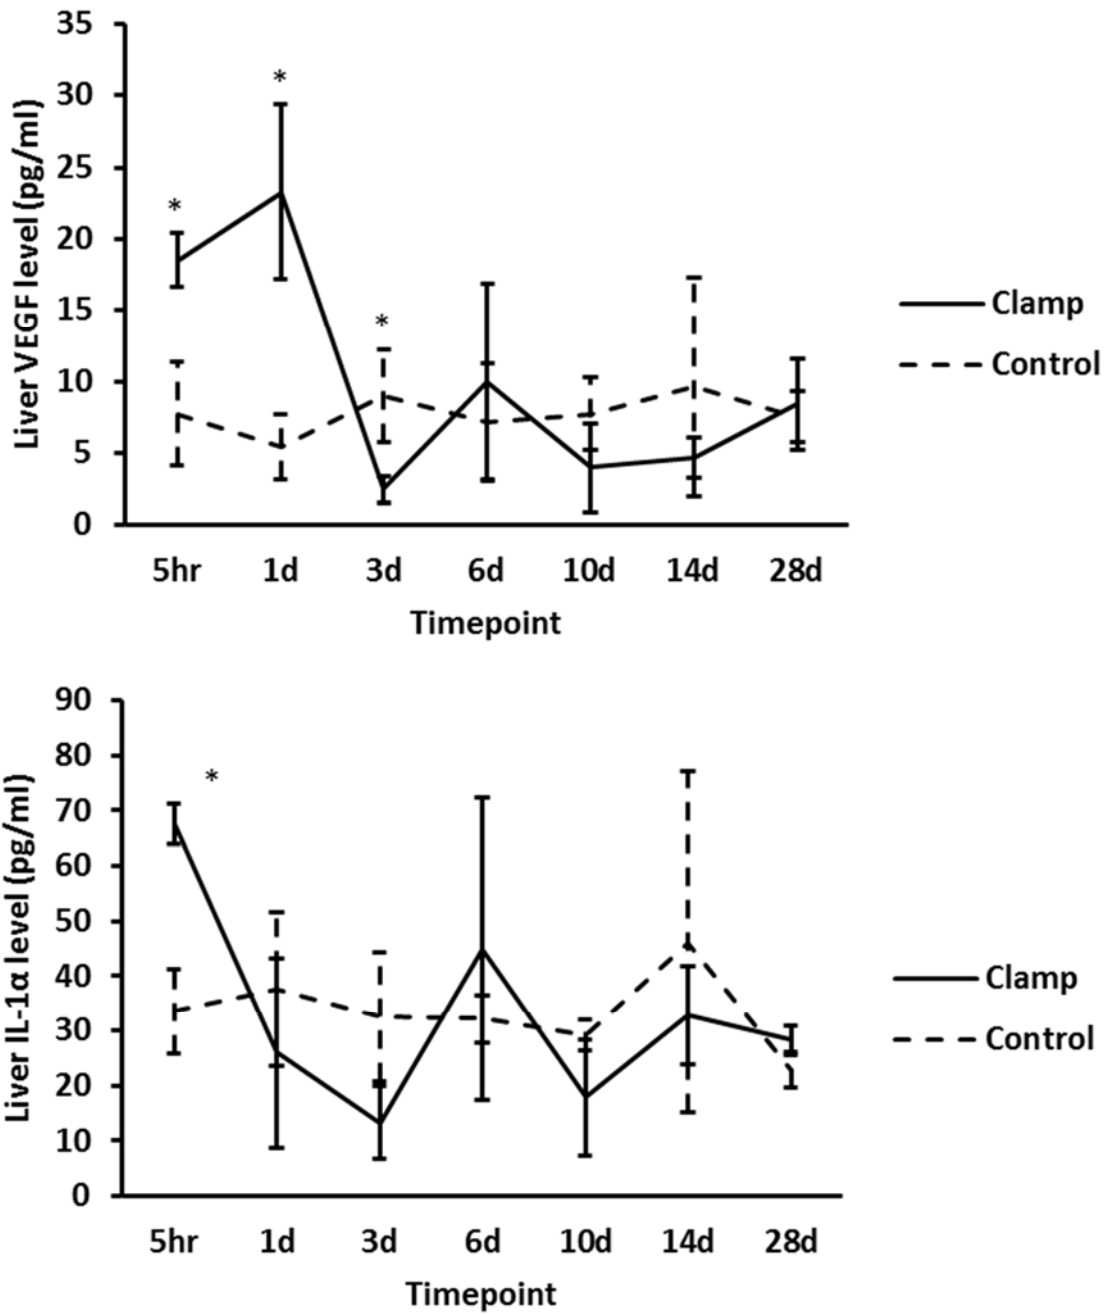 Liver VEGF level (pg/ml)
35
30
25
20
15
10
5
0
*
*
*
5hr 1d 3d 6d 10d 14d 28d
Timepoint
Clamp
Control
Liver IL-1α level (pg/ml)
90
80
70
60
50
40
30
20
10
0
*
5hr 1d 3d 6d 10d 14d 28d
Timepoint
Clamp
Control